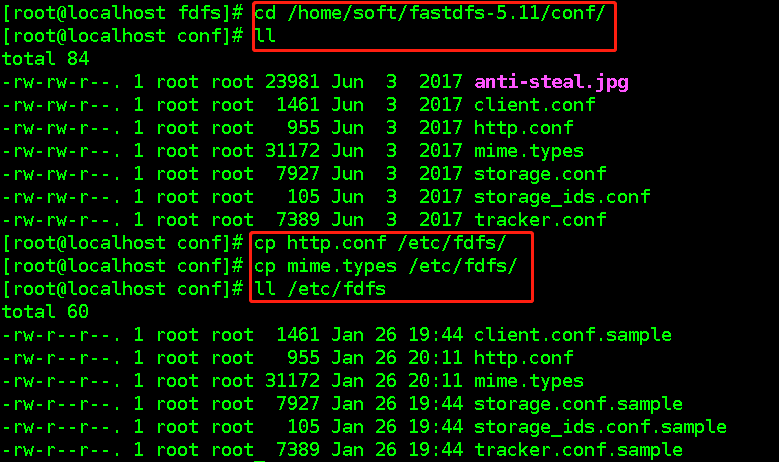 [root@localhost fdfs]# cd /home/soft/fastdfs-5.11/conf/
[root@localhost conf]# ll
total 84
-rw-rw-r--. 1 root root 23981 Jun  3  2017 anti-steal.jpg
-rw-rw-r--. 1 root root  1461 Jun  3  2017 client.conf
-rw-rw-r--. 1 root root   955 Jun  3  2017 http.conf
-rw-rw-r--. 1 root root 31172 Jun  3  2017 mime.types
-rw-rw-r--. 1 root root  7927 Jun  3  2017 storage.conf
-rw-rw-r--. 1 root root   105 Jun  3  2017 storage_ids.conf
-rw-rw-r--. 1 root root  7389 Jun  3  2017 tracker.conf
[root@localhost conf]# cp http.conf /etc/fdfs/
[root@localhost conf]# cp mime.types /etc/fdfs/
[root@localhost conf]# ll /etc/fdfs
total 60
-rw-r--r--. 1 root root  1461 Jan 26 19:44 client.conf.sample
-rw-r--r--. 1 root root   955 Jan 26 20:11 http.conf
-rw-r--r--. 1 root root 31172 Jan 26 20:11 mime.types
-rw-r--r--. 1 root root  7927 Jan 26 19:44 storage.conf.sample
-rw-r--r--. 1 root root   105 Jan 26 19:44 storage_ids.conf.sample
-rw-r--r--. 1 root root  7389 Jan 26 19:44 tracker.conf.sample